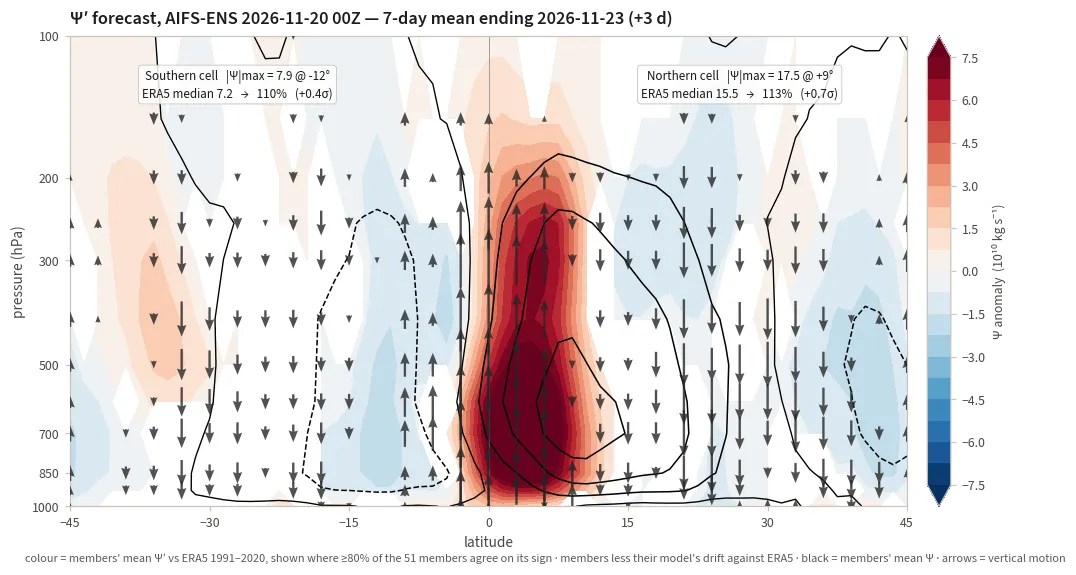 Ψ′ forecast, AIFS-ENS 2026-11-20 00Z — 7-day mean ending 2026-11-23 (+3 d)
Southern cell |Ψ|max = 7.9 @ -12°
ERA5 median 7.2 → 110% (+0.4σ)
Northern cell |Ψ|max = 17.5 @ +9°
ERA5 median 15.5 → 113% (+0.7σ)
100
200
300
400
500
700
850
1000
pressure (hPa)
−45
−30
−15
0
15
30
45
latitude
7.5
6.0
4.5
3.0
1.5
0.0
−1.5
−3.0
−4.5
−6.0
−7.5
Ψ anomaly (10¹⁰ kg s⁻¹)
colour = members' mean Ψ′ vs ERA5 1991–2020, shown where ≥80% of the 51 members agree on its sign · members less their model's drift against ERA5 · black = members' mean Ψ · arrows = vertical motion